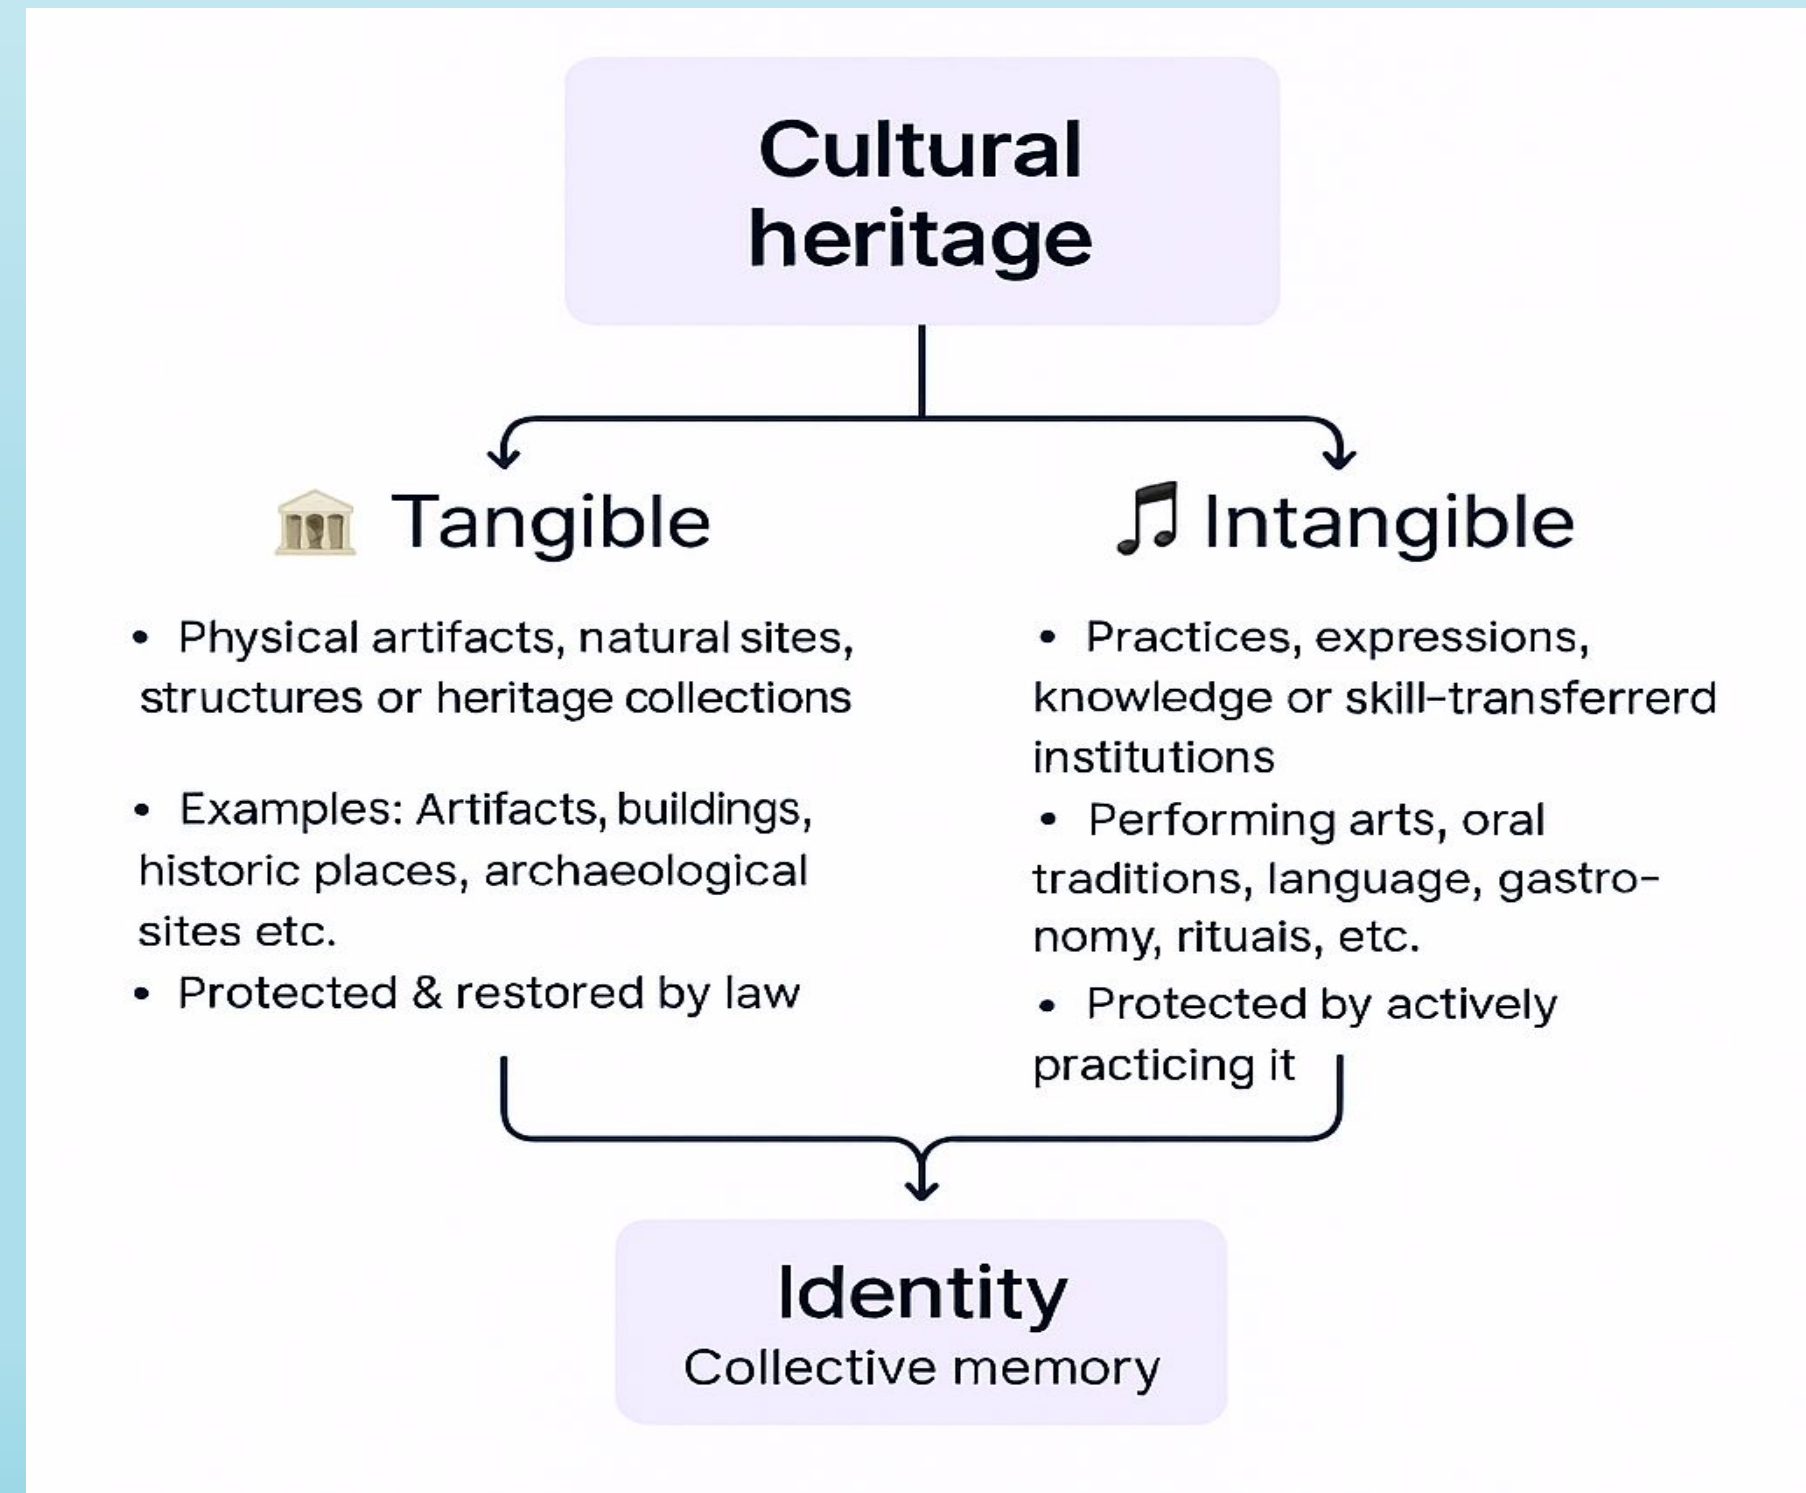 Cultural
heritage
Tangible
• Physical artifacts, natural sites,
structures or heritage collections
• Examples: Artifacts, buildings,
historic places, archaeological
sites etc.
• Protected & restored by law
Intangible
• Practices, expressions,
knowledge or skill-transferrerd
institutions
• Performing arts, oral
traditions, language, gastro-
nomy, rituais, etc.
• Protected by actively
practicing it
Identity
Collective memory